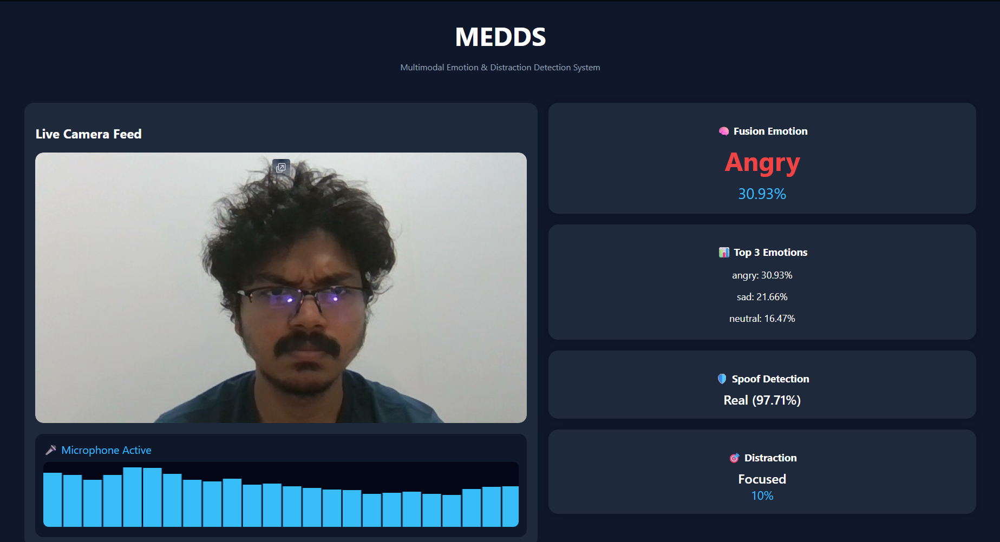 MEDDS
Multimodal Emotion & Distraction Detection System
Live Camera Feed
Microphone Active
Fusion Emotion
Angry
30.93%
Top 3 Emotions
angry: 30.93%
sad: 21.66%
neutral: 16.47%
Spoof Detection
Real (97.71%)
Distraction
Focused
10%